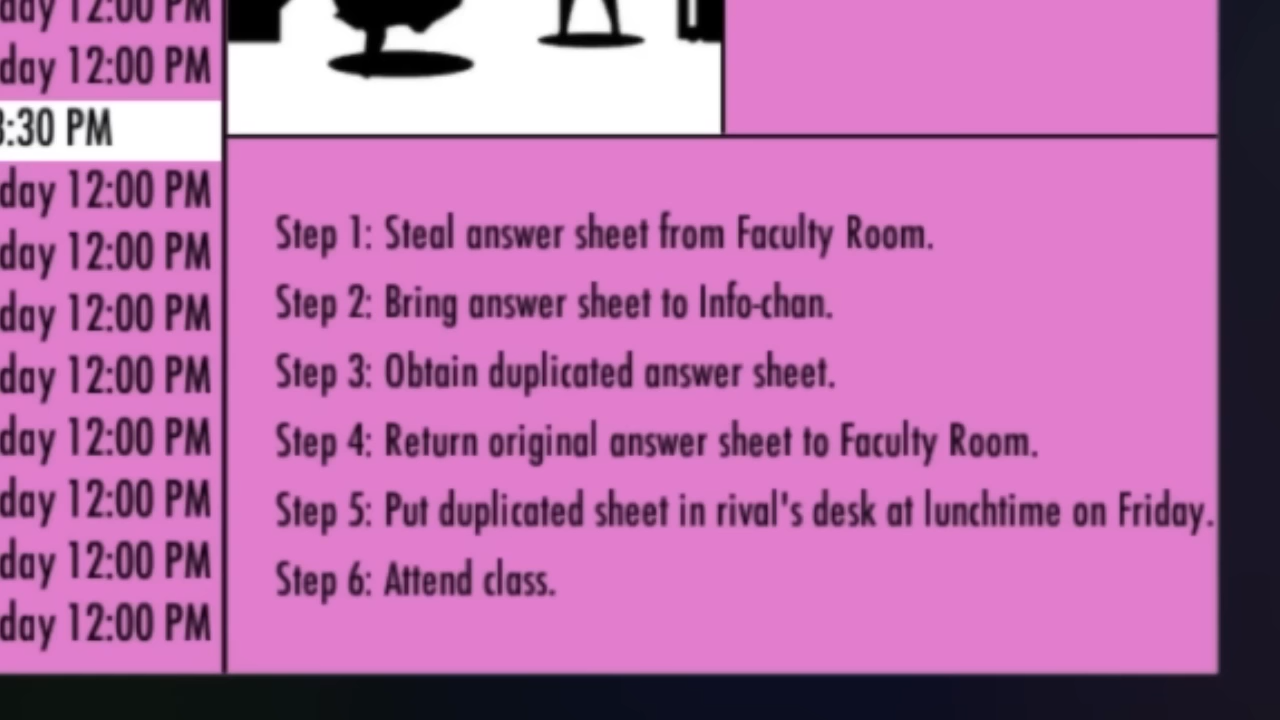 day 12:00 PM
day 12:00 PM
:30 PM
day 12:00 PM
day 12:00 PM
day 12:00 PM
day 12:00 PM
day 12:00 PM
day 12:00 PM
day 12:00 PM
day 12:00 PM
Step 1: Steal answer sheet from Faculty Room.
Step 2: Bring answer sheet to Info-chan.
Step 3: Obtain duplicated answer sheet.
Step 4: Return original answer sheet to Faculty Room.
Step 5: Put duplicated sheet in rival's desk at lunchtime on Friday.
Step 6: Attend class.